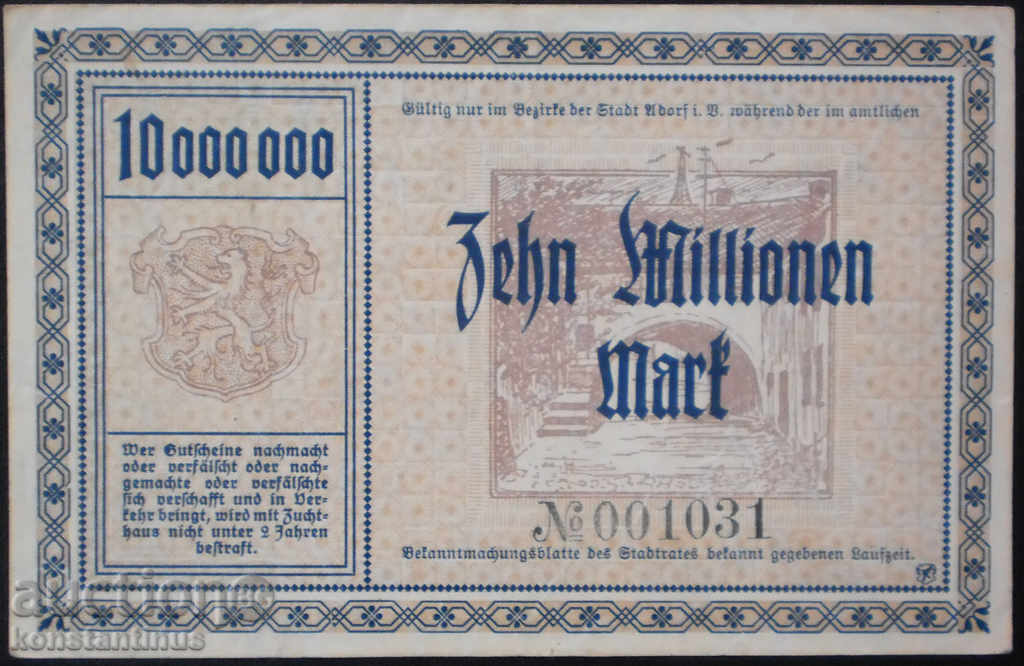 10 000 000
Wer Gutscheine nachmacht
oder verfälscht oder nach-
gemachte oder verfälschte
sich verschafft und in Ver-
kehr bringt, wird mit Zucht-
haus nicht unter 2 Jahren
bestraft.
Gültig nur im Bezirke der Stadt Adorf i. V. während der im amtlichen
Zehn Millionen
Mark
№ 001031
Bekanntmachungsblatte des Stadtrates bekannt gegebenen Laufzeit.
auction
konstantinus